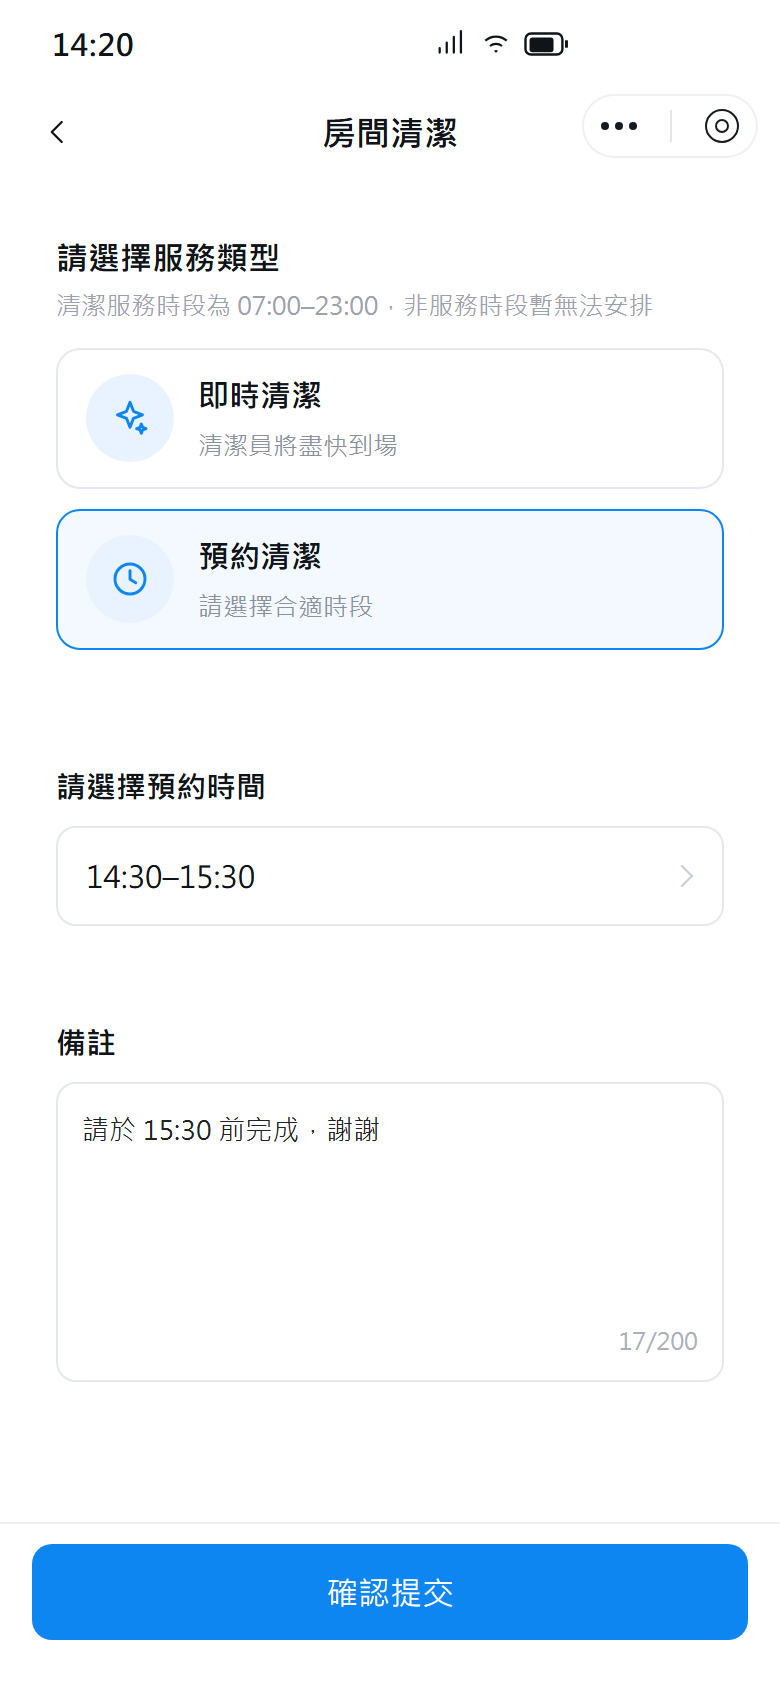 14:20
房間清潔
請選擇服務類型
清潔服務時段為 07:00–23:00，非服務時段暫無法安排
即時清潔
清潔員將盡快到場
預約清潔
請選擇合適時段
請選擇預約時間
14:30–15:30
備註
請於 15:30 前完成，謝謝
17/200
確認提交